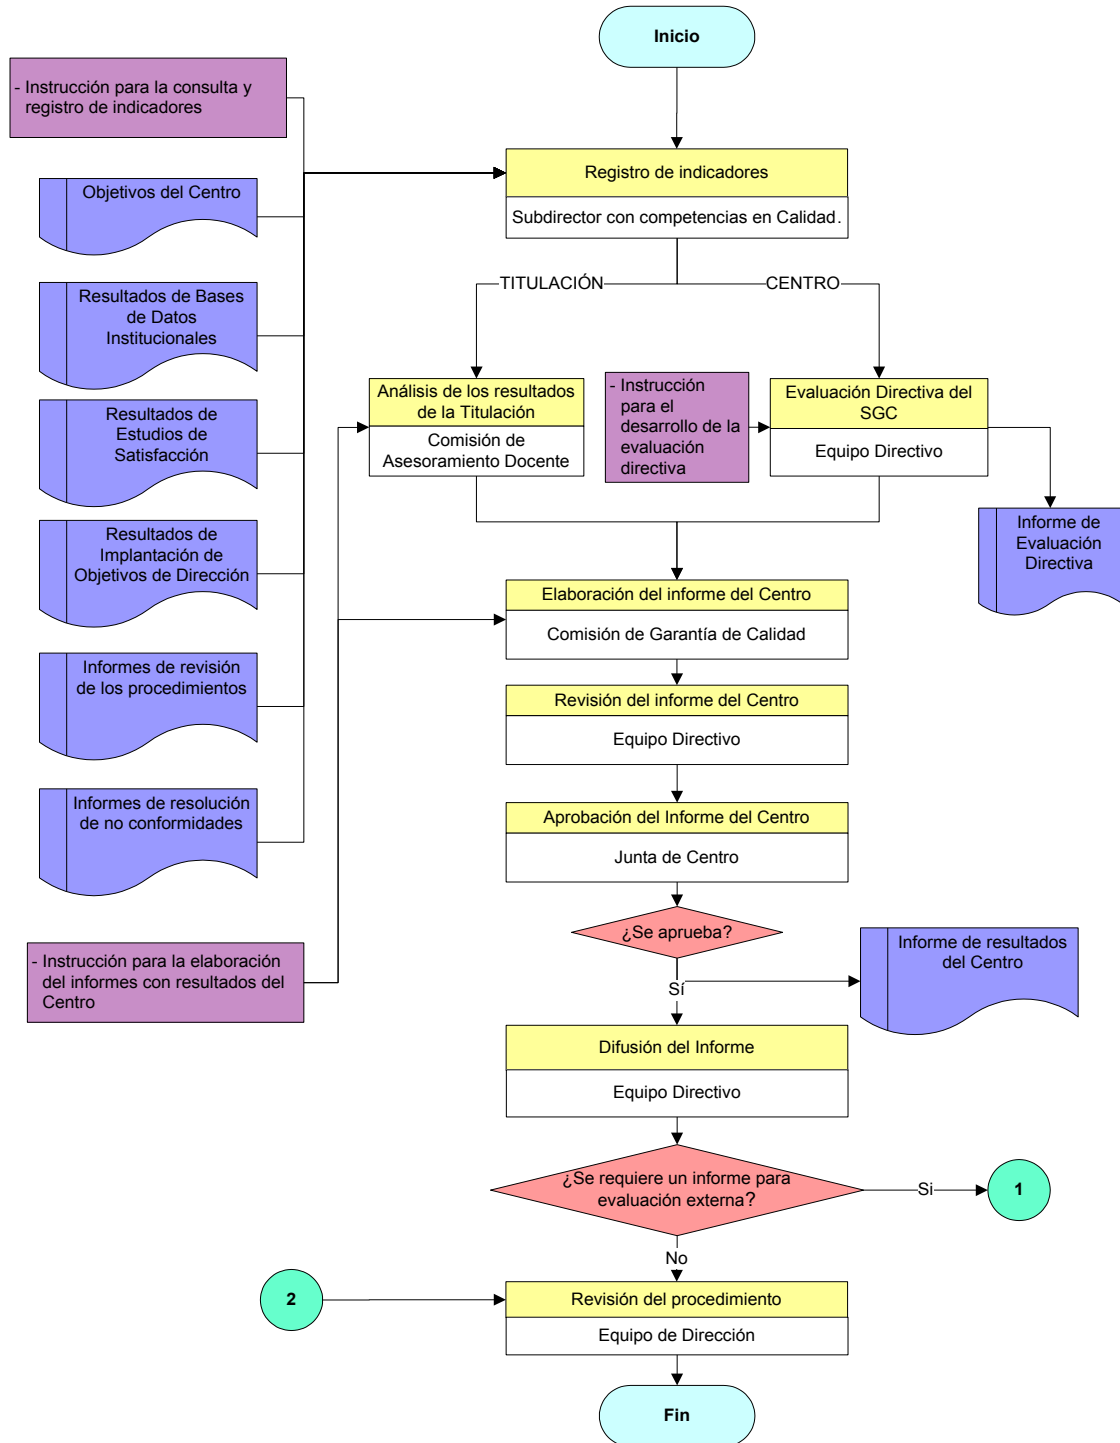 Inicio
- Instrucción para la consulta y
registro de indicadores
Registro de indicadores
Subdirector con competencias en Calidad.
Objetivos del Centro
TITULACIÓN
CENTRO
Resultados de Bases
de Datos
Institucionales
Análisis de los resultados
de la Titulación
Comisión de
Asesoramiento Docente
- Instrucción
para el
desarrollo de la
evaluación
directiva
Evaluación Directiva del
SGC
Equipo Directivo
Resultados de
Estudios de
Satisfacción
Informe de
Evaluación
Directiva
Resultados de
Implantación de
Objetivos de Dirección
Elaboración del informe del Centro
Comisión de Garantía de Calidad
Informes de revisión
de los procedimientos
Revisión del informe del Centro
Equipo Directivo
Informes de resolución
de no conformidades
Aprobación del Informe del Centro
Junta de Centro
¿Se aprueba?
- Instrucción para la elaboración
del informes con resultados del
Centro
Informe de resultados
del Centro
Sí
Difusión del Informe
Equipo Directivo
¿Se requiere un informe para
evaluación externa?
Si
1
No
2
Revisión del procedimiento
Equipo de Dirección
Fin